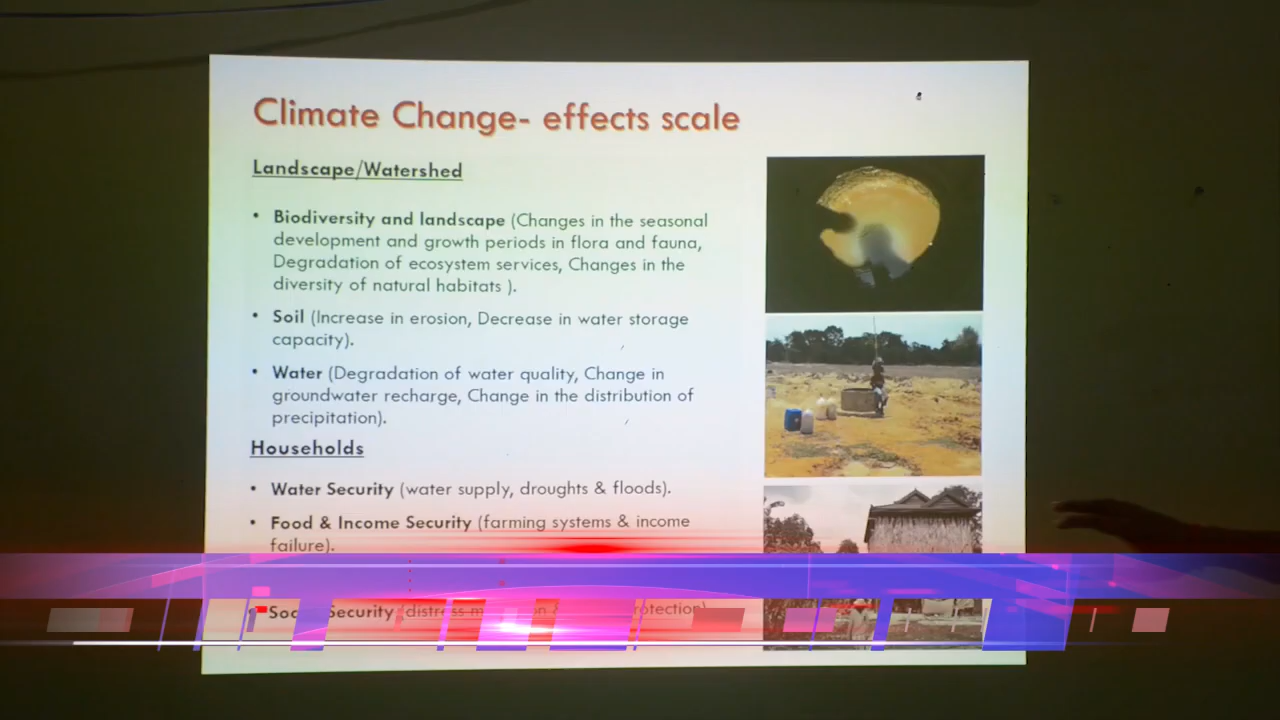 Climate Change- effects scale
Landscape/Watershed
• Biodiversity and landscape (Changes in the seasonal
development and growth periods in flora and fauna,
Degradation of ecosystem services, Changes in the
diversity of natural habitats ).
• Soil (Increase in erosion, Decrease in water storage
capacity).
• Water (Degradation of water quality, Change in
groundwater recharge, Change in the distribution of
precipitation).
Households
• Water Security (water supply, droughts & floods).
• Food & Income Security (farming systems & income
failure).
Security (distress